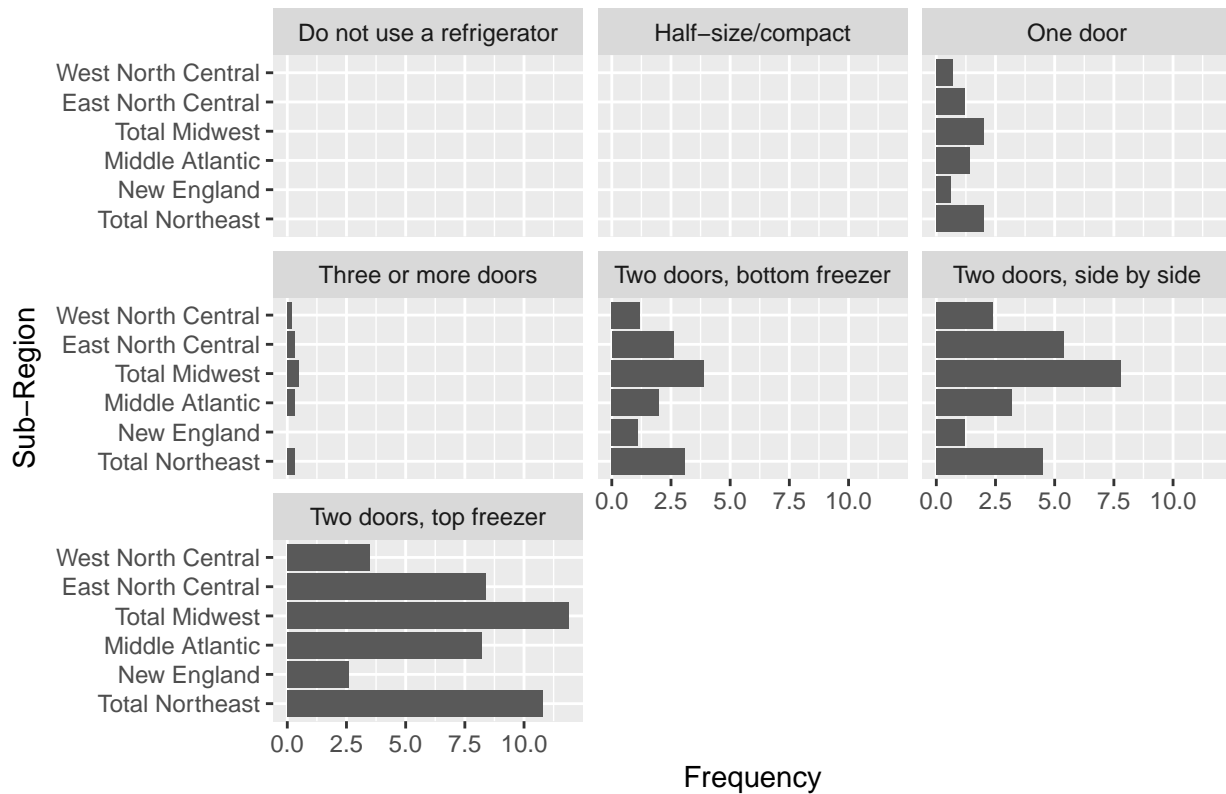 Do not use a refrigerator
Half−size/compact
One door
West North Central
East North Central
Total Midwest
Middle Atlantic
New England
Total Northeast
Three or more doors
Two doors, bottom freezer
Two doors, side by side
West North Central
East North Central
Total Midwest
Middle Atlantic
New England
Total Northeast
0.0 2.5 5.0 7.5 10.0
0.0 2.5 5.0 7.5 10.0
Two doors, top freezer
West North Central
East North Central
Total Midwest
Middle Atlantic
New England
Total Northeast
0.0 2.5 5.0 7.5 10.0
Sub−Region
Frequency